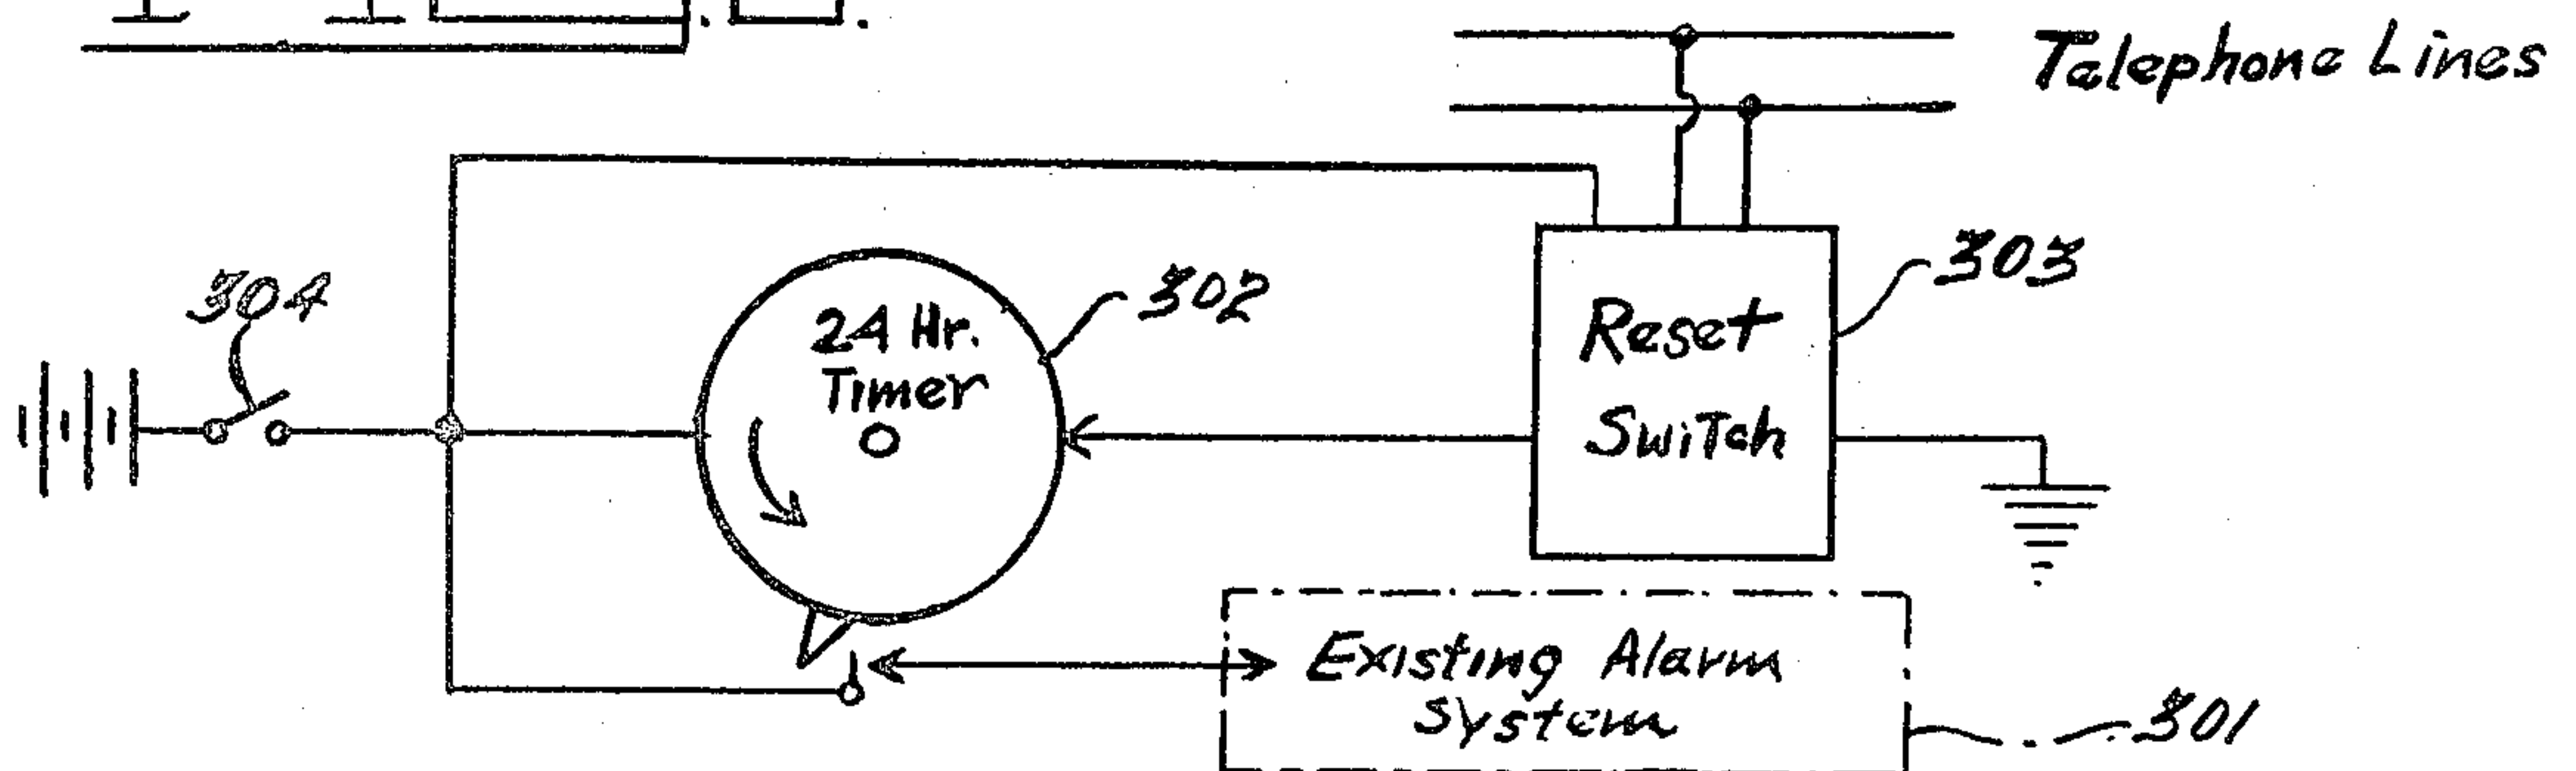 Telephone Lines
304
24 Hr.
Timer
302
Reset
Switch
303
Existing Alarm
System
301